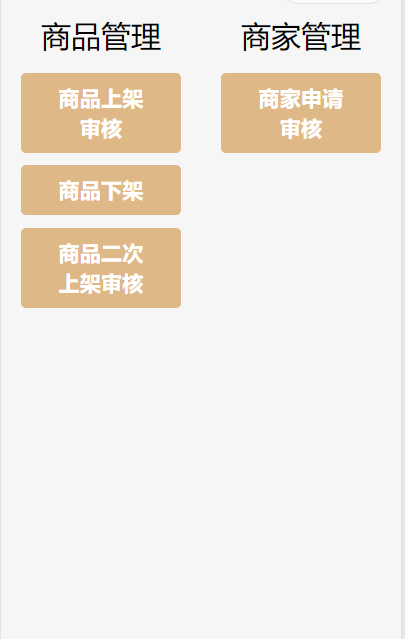 商品管理
商品上架
审核
商品下架
商品二次
上架审核
商家管理
商家申请
审核